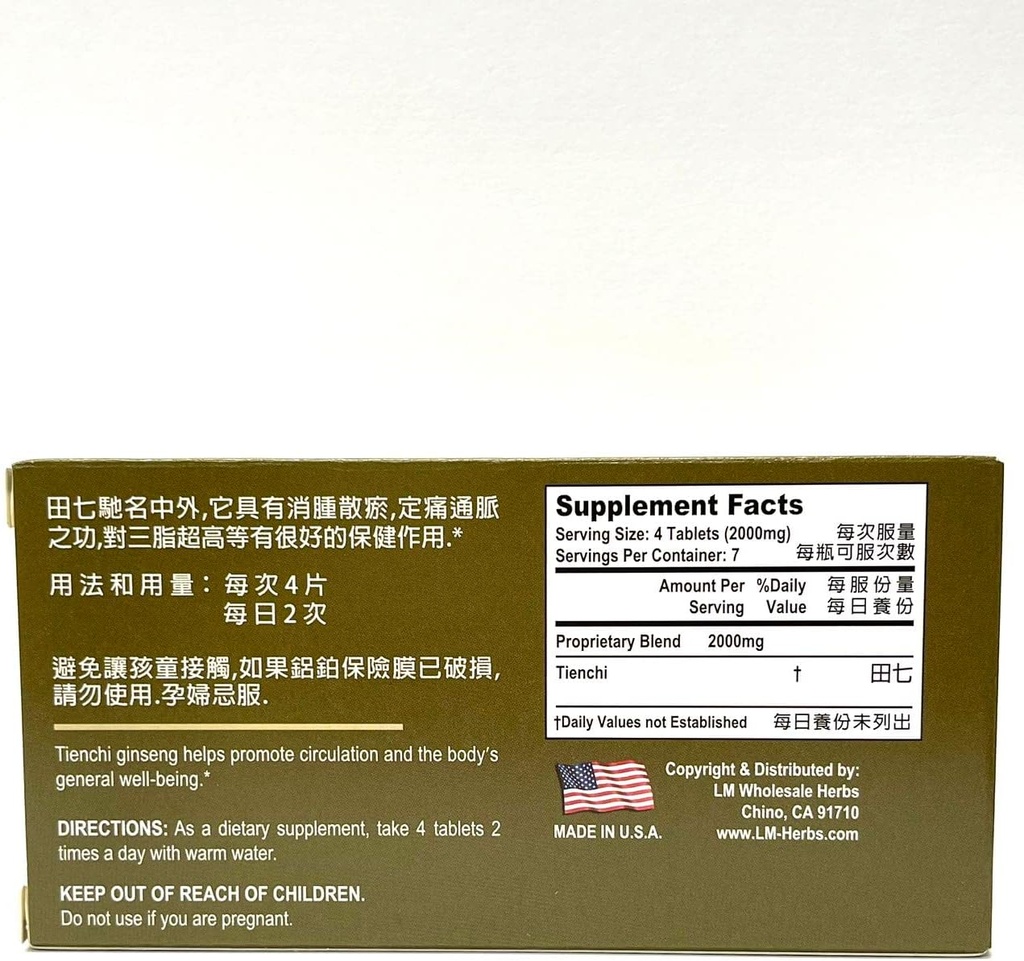 田七馳名中外,它具有消腫散瘀,定痛通脈
之功,對三脂超高等有很好的保健作用.*
用法和用量：每次4片
每日2次
避免讓孩童接觸,如果鋁鉑保險膜已破損,
請勿使用.孕婦忌服.
Tienchi ginseng helps promote circulation and the body's
general well-being.*
DIRECTIONS: As a dietary supplement, take 4 tablets 2
times a day with warm water.
KEEP OUT OF REACH OF CHILDREN.
Do not use if you are pregnant.
Supplement Facts
Serving Size: 4 Tablets (2000mg) 每次服量
Servings Per Container: 7 每瓶可服次數
Amount Per %Daily 每服份量
Serving Value 每日養份
Proprietary Blend 2000mg
Tienchi † 田七
†Daily Values not Established 每日養份未列出
MADE IN U.S.A.
Copyright & Distributed by:
LM Wholesale Herbs
Chino, CA 91710
www.LM-Herbs.com